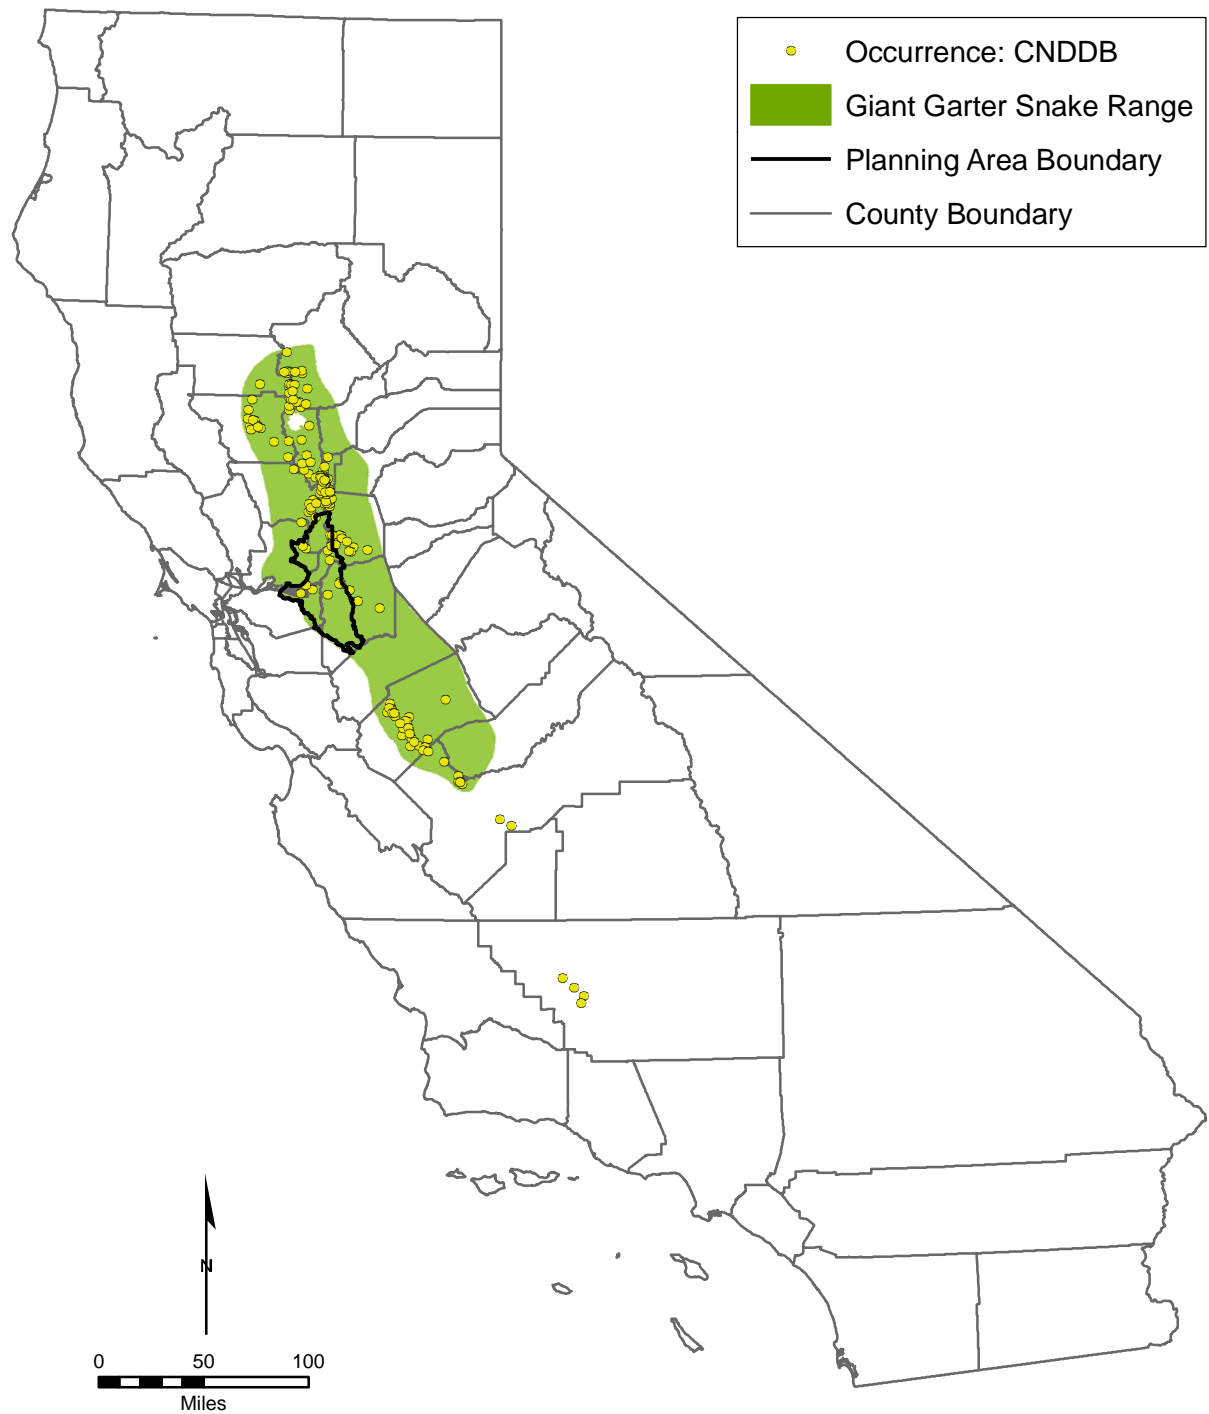 Occurrence: CNDDB
Giant Garter Snake Range
Planning Area Boundary
County Boundary
N
0 50 100
Miles